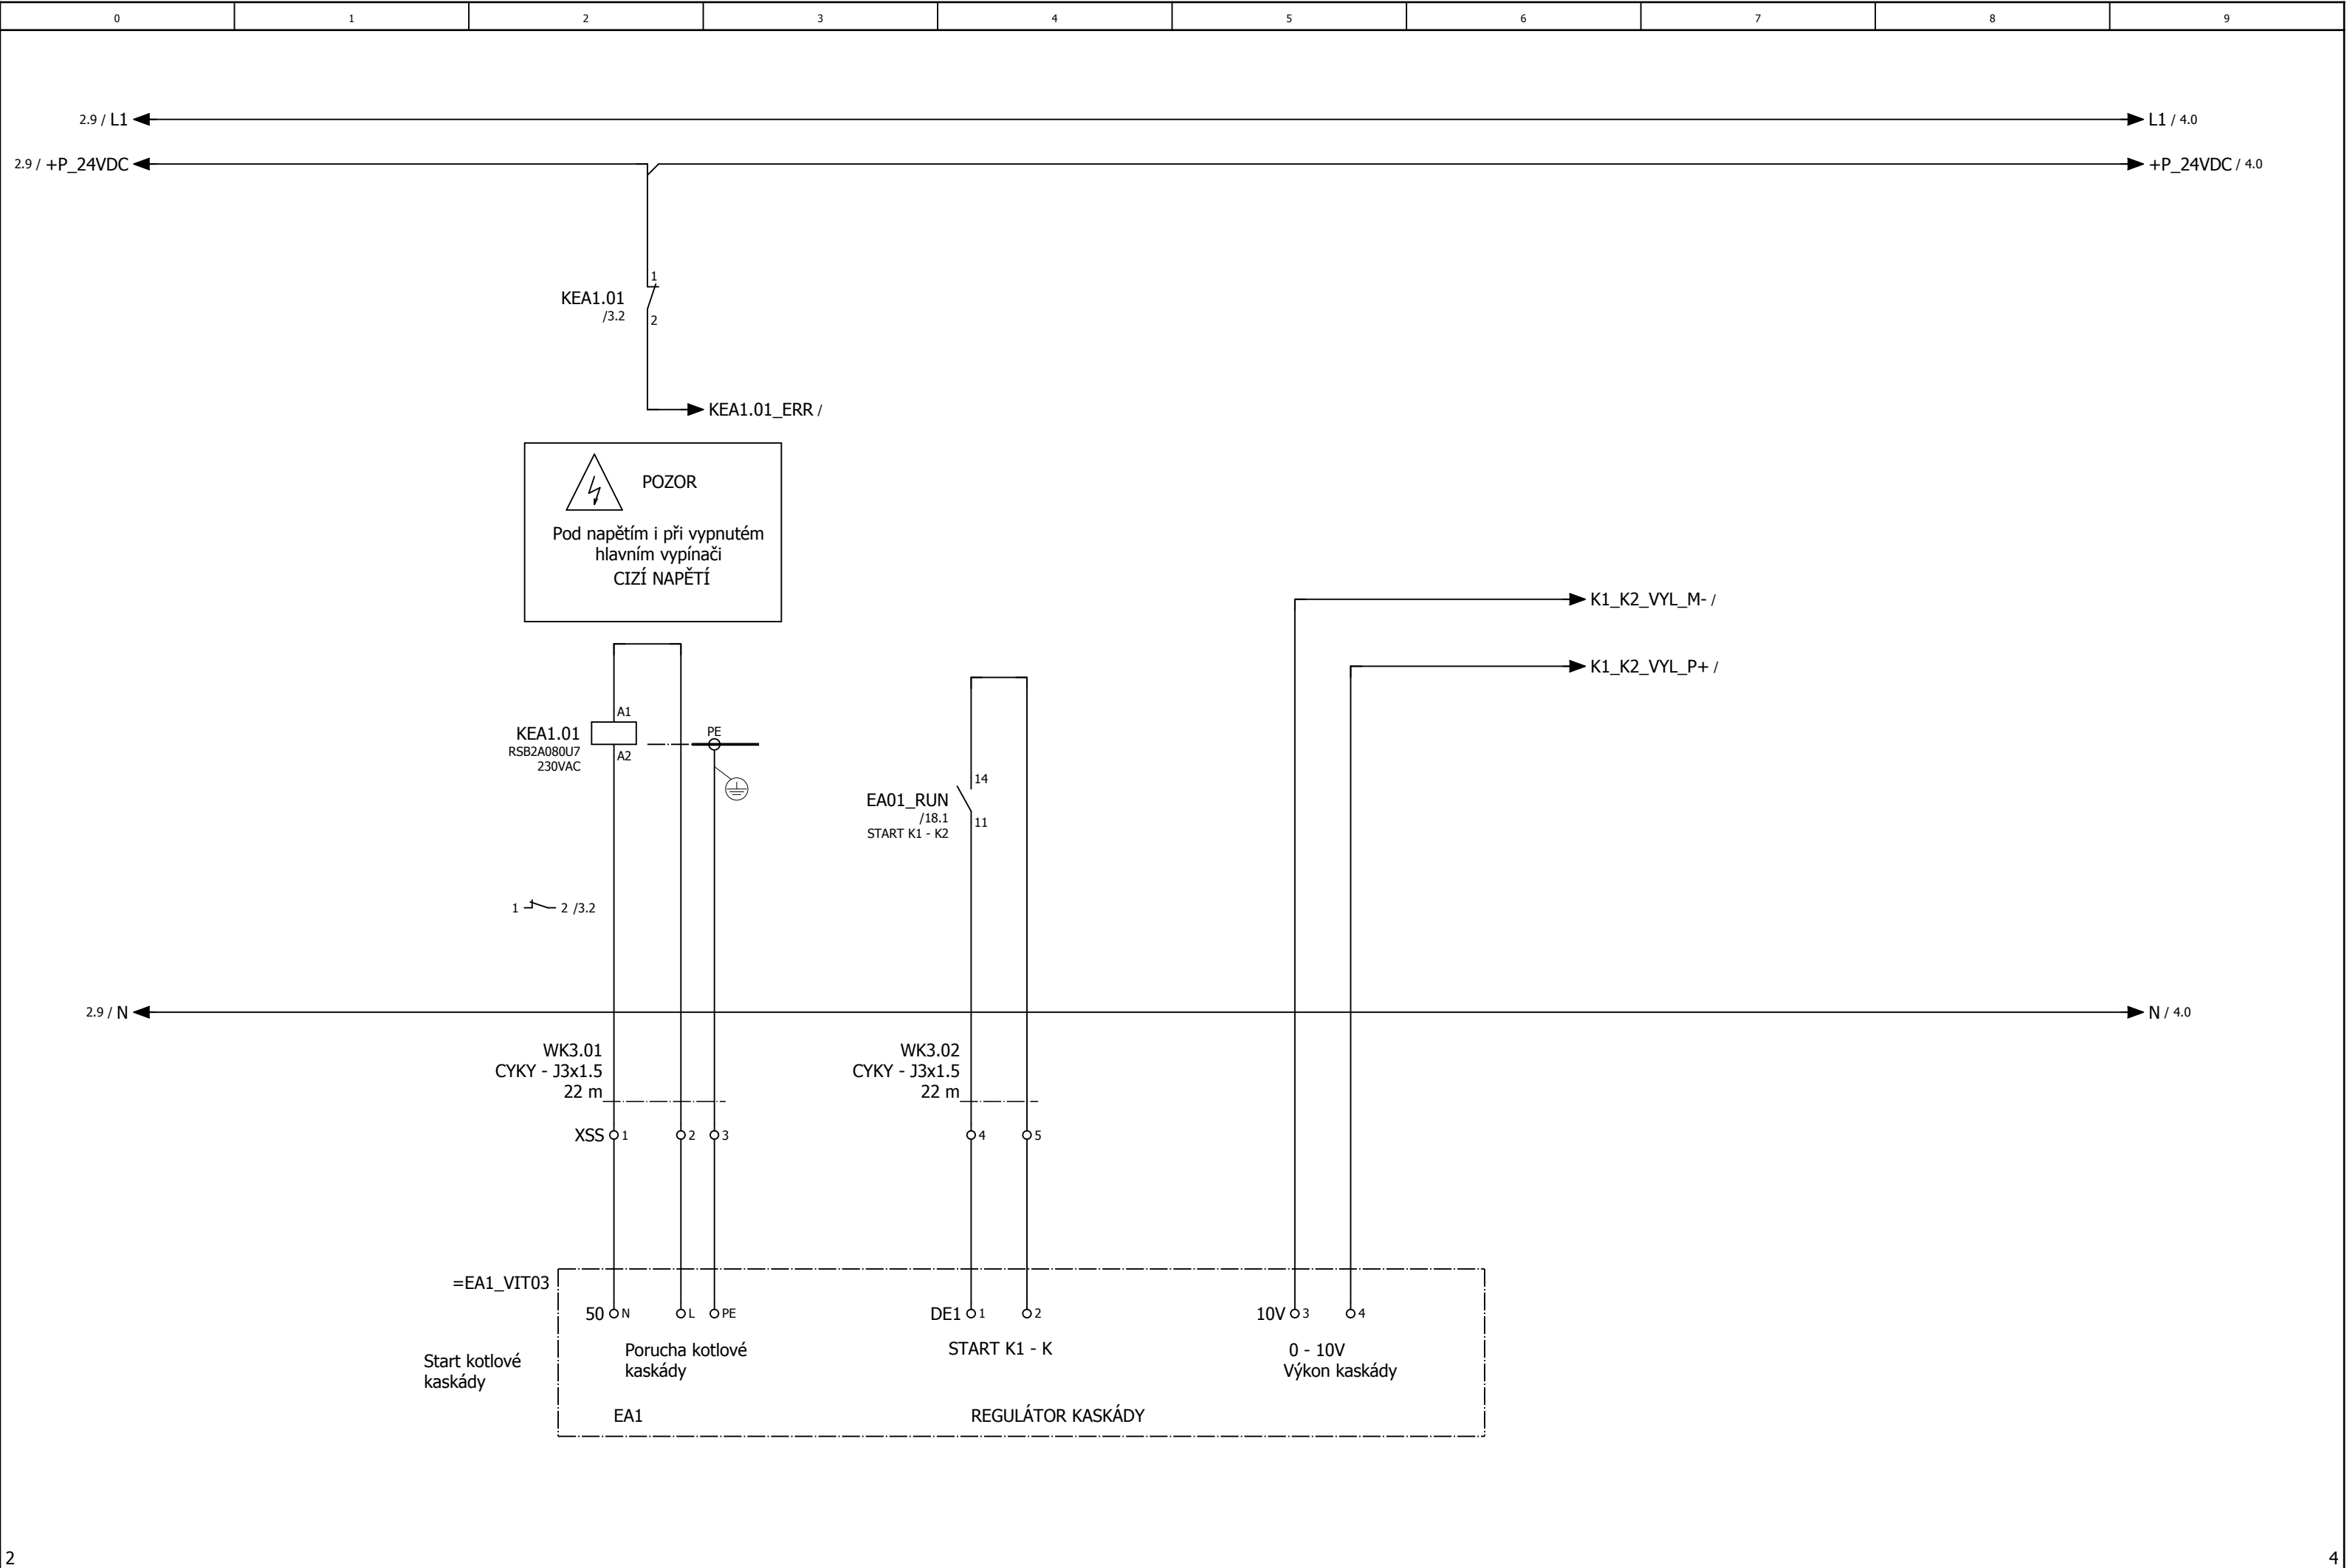 0 1 2 3 4 5 6 7 8 9
2.9 / L1
L1 / 4.0
2.9 / +P_24VDC
+P_24VDC / 4.0
1
KEA1.01
/3.2
2
KEA1.01_ERR /
POZOR
Pod napětím i při vypnutém
hlavním vypínači
CIZÍ NAPĚTÍ
K1_K2_VYL_M- /
K1_K2_VYL_P+ /
A1
KEA1.01
RSB2A080U7
230VAC
A2
PE
14
EA01_RUN
/18.1
START K1 - K2
11
1 2 /3.2
2.9 / N
N / 4.0
WK3.01
CYKY - J3x1.5
22 m
WK3.02
CYKY - J3x1.5
22 m
XSS 1 2 3 4 5
=EA1_VIT03
50 N L PE
DE1 1 2
10V 3 4
Start kotlové
kaskády
Porucha kotlové
kaskády
START K1 - K
0 - 10V
Výkon kaskády
EA1
REGULÁTOR KASKÁDY
2
4